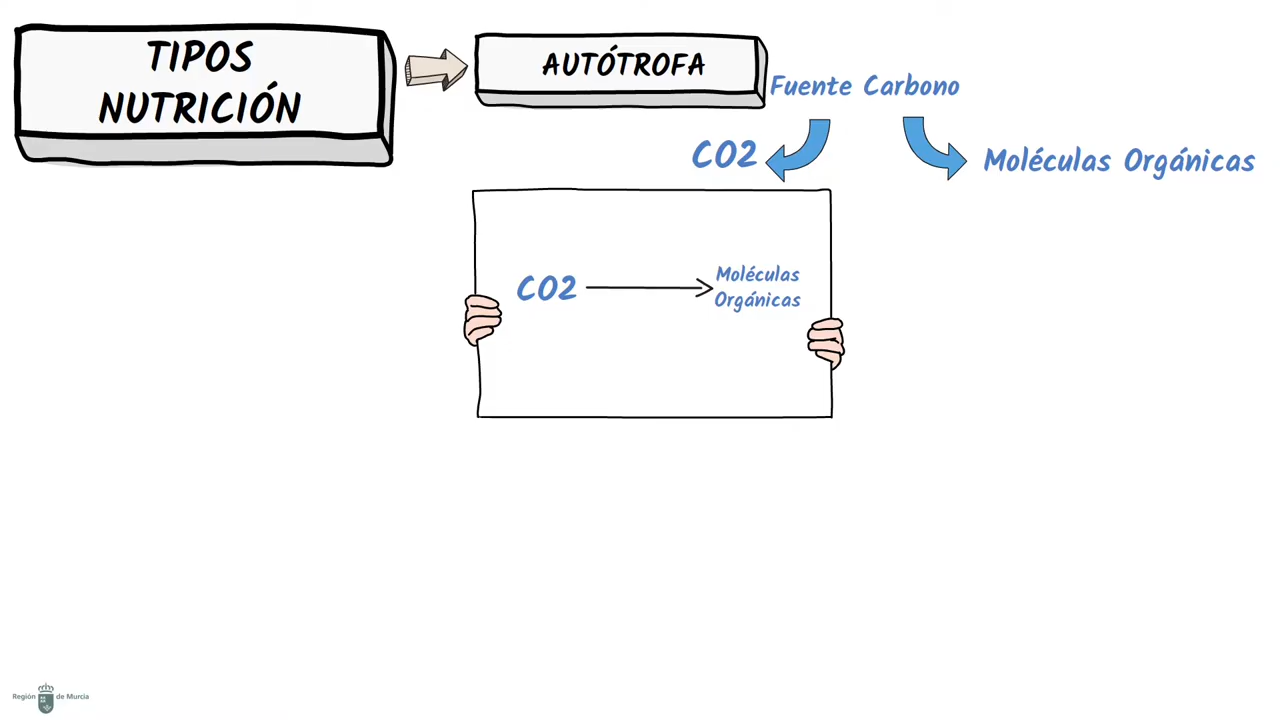 TIPOS
NUTRICIÓN
AUTÓTROFA
Fuente Carbono
CO2
Moléculas Orgánicas
CO2
Moléculas
Orgánicas
Región de Murcia